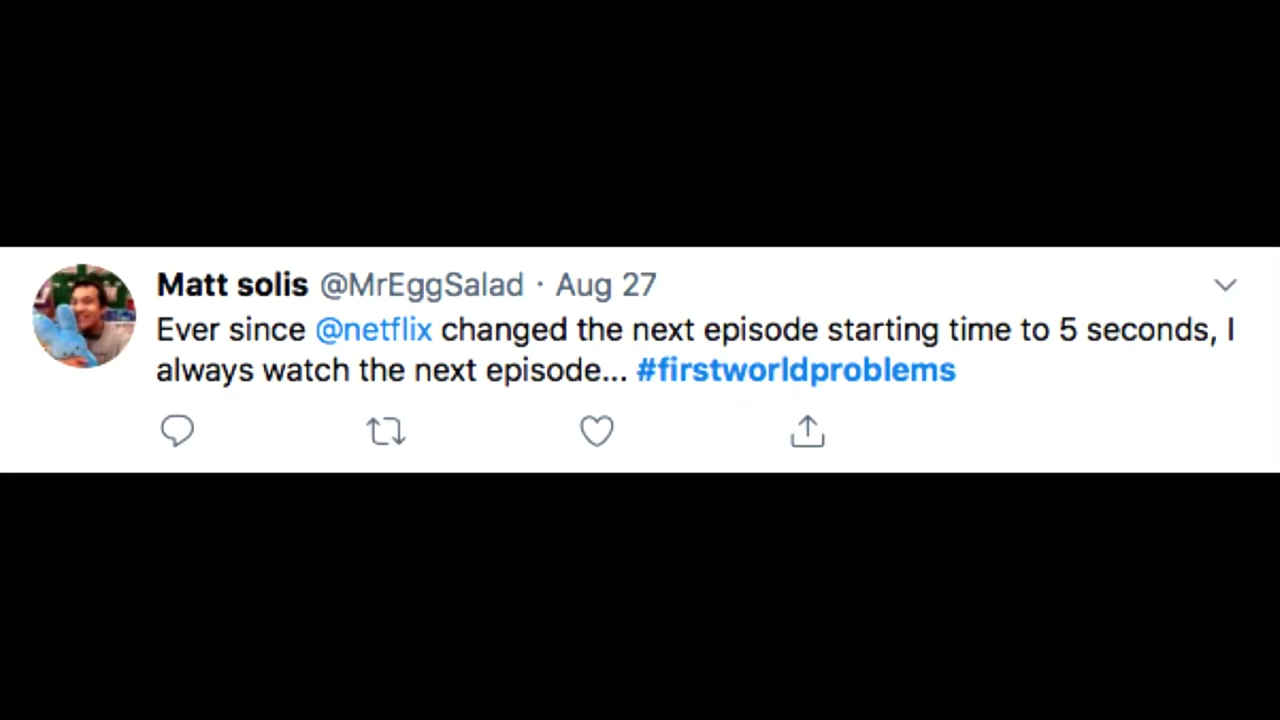 Matt solis @MrEggSalad · Aug 27
Ever since @netflix changed the next episode starting time to 5 seconds, I
always watch the next episode... #firstworldproblems